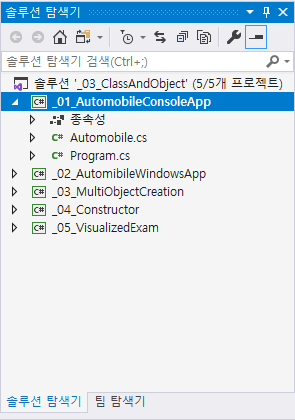 솔루션 탐색기
솔루션 탐색기 검색(Ctrl+;)
솔루션 '_03_ClassAndObject' (5/5개 프로젝트)
C# _01_AutomobileConsoleApp
종속성
C# Automobile.cs
C# Program.cs
C# _02_AutomibileWindowsApp
C# _03_MultiObjectCreation
C# _04_Constructor
C# _05_VisualizedExam
솔루션 탐색기 팀 탐색기